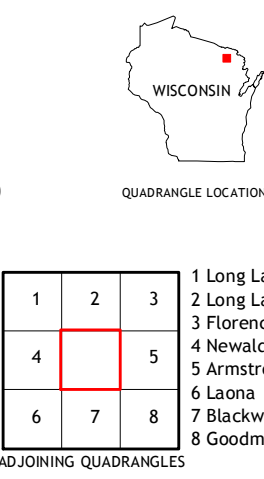 WISCONSIN
QUADRANGLE LOCATION
1 2 3
4 5
6 7 8
ADJOINING QUADRANGLES
1 Long La
2 Long La
3 Florenc
4 Newald
5 Armstro
6 Laona
7 Blackw
8 Goodm